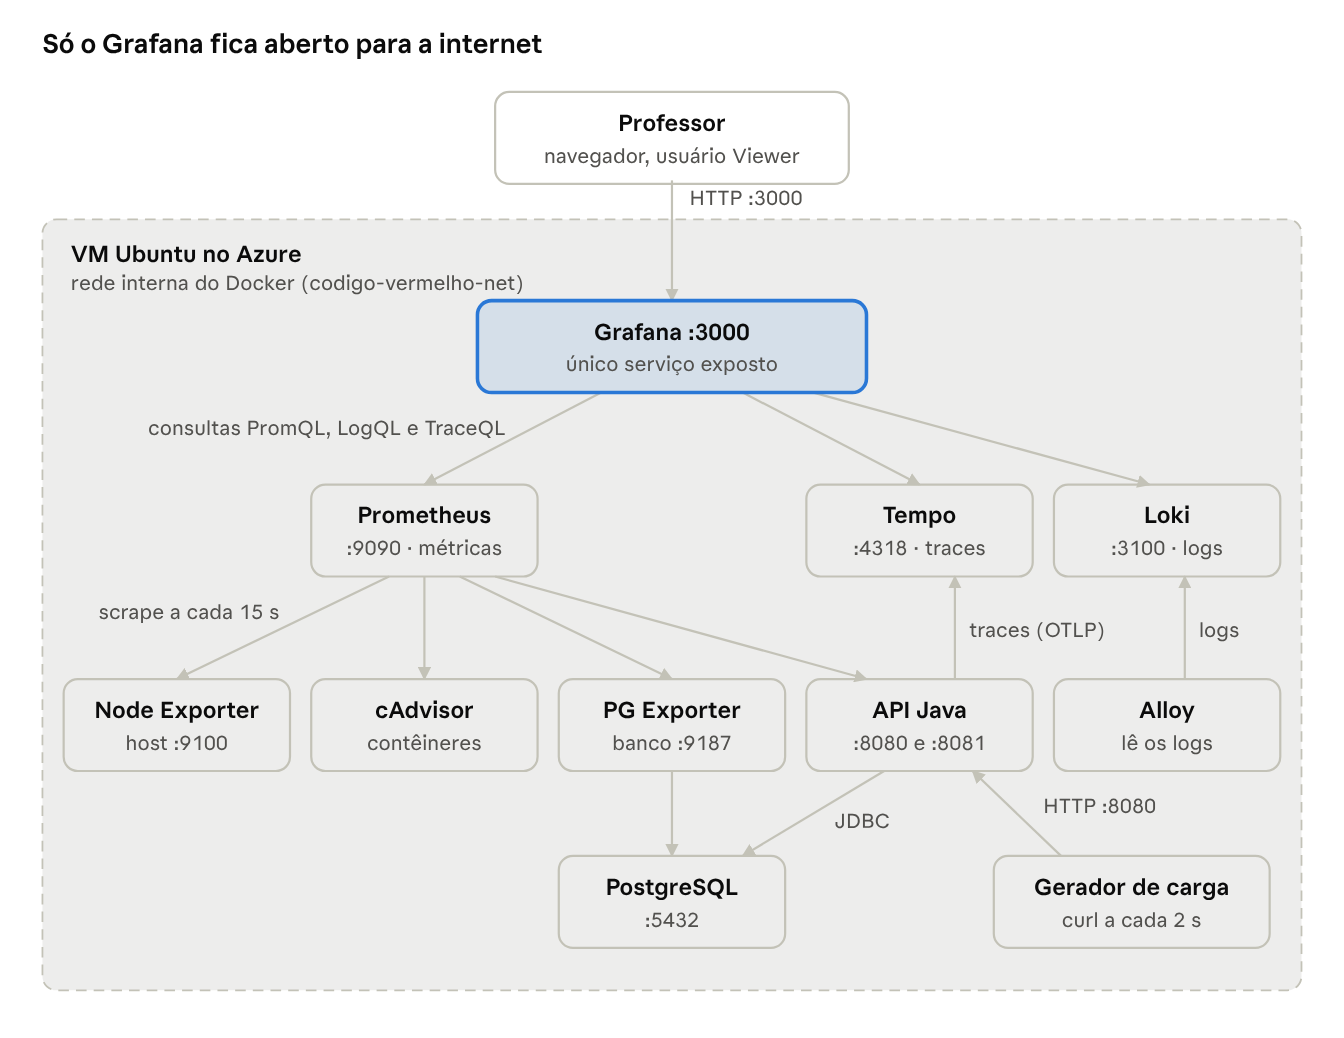 Só o Grafana fica aberto para a internet
Professor
navegador, usuário Viewer
HTTP :3000
VM Ubuntu no Azure
rede interna do Docker (codigo-vermelho-net)
Grafana :3000
único serviço exposto
consultas PromQL, LogQL e TraceQL
Prometheus
:9090 · métricas
Tempo
:4318 · traces
Loki
:3100 · logs
scrape a cada 15 s
traces (OTLP)
logs
Node Exporter
host :9100
cAdvisor
contêineres
PG Exporter
banco :9187
API Java
:8080 e :8081
Alloy
lê os logs
JDBC
HTTP :8080
PostgreSQL
:5432
Gerador de carga
curl a cada 2 s